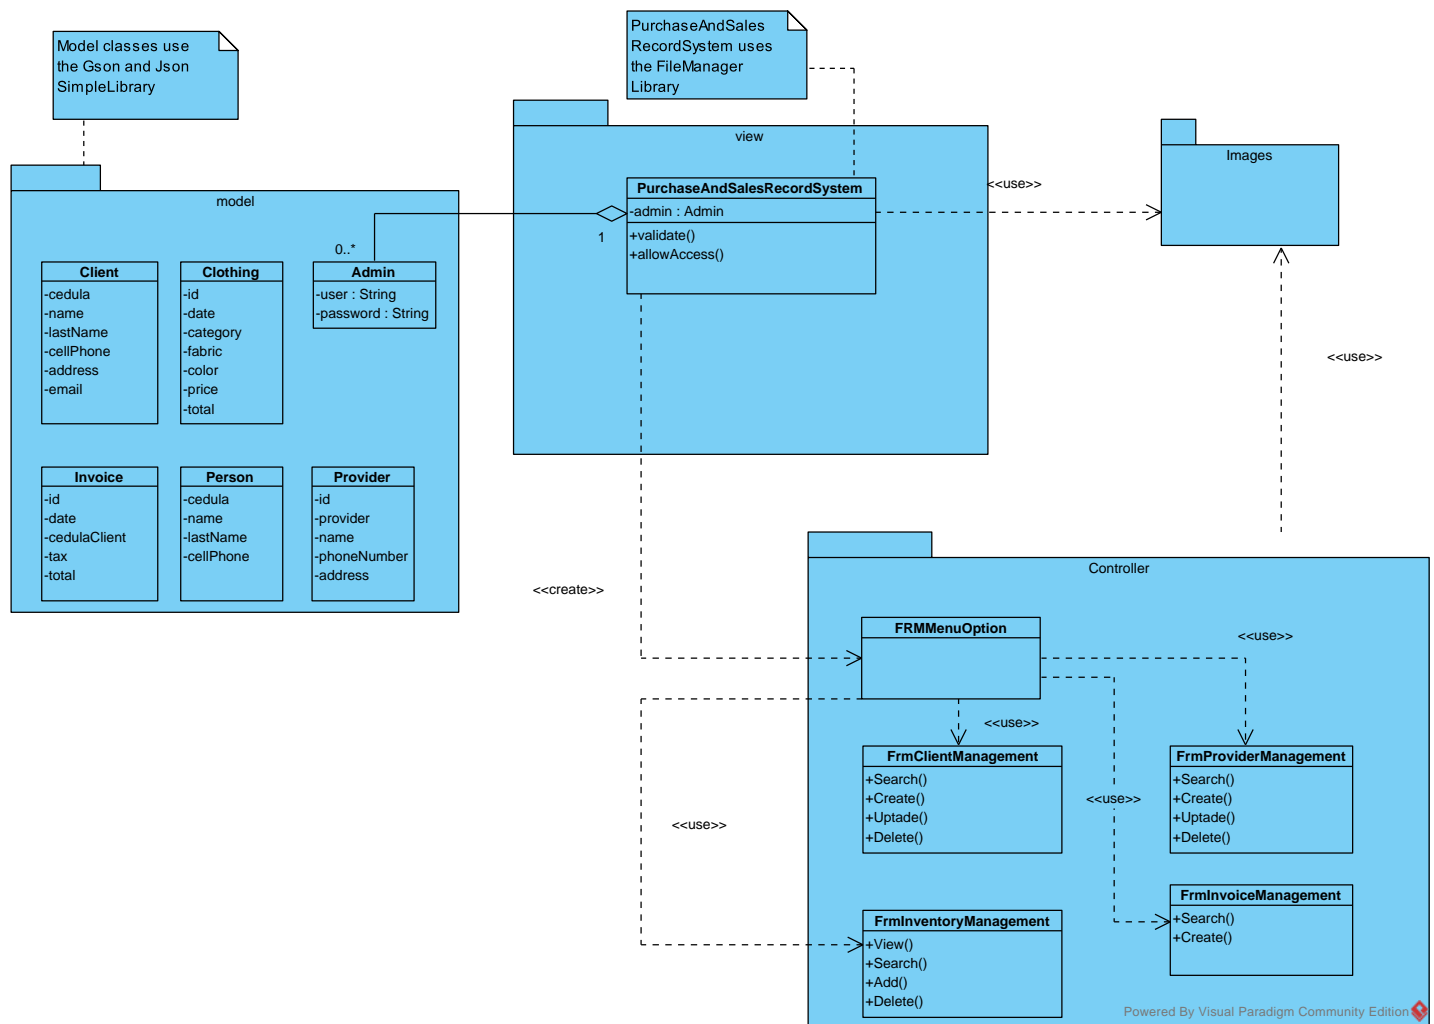 Model classes use
the Gson and Json
SimpleLibrary
PurchaseAndSales
RecordSystem uses
the FileManager
Library
view
PurchaseAndSalesRecordSystem
-admin : Admin
+validate()
+allowAccess()
1
<<use>>
Images
<<use>>
model
0..*
Client
-cedula
-name
-lastName
-cellPhone
-address
-email
Clothing
-id
-date
-category
-fabric
-color
-price
-total
Admin
-user : String
-password : String
Invoice
-id
-date
-cedulaClient
-tax
-total
Person
-cedula
-name
-lastName
-cellPhone
Provider
-id
-provider
-name
-phoneNumber
-address
<<create>>
Controller
FRMMenuOption
<<use>>
<<use>>
<<use>>
<<use>>
FrmClientManagement
+Search()
+Create()
+Uptade()
+Delete()
FrmProviderManagement
+Search()
+Create()
+Uptade()
+Delete()
FrmInventoryManagement
+View()
+Search()
+Add()
+Delete()
FrmInvoiceManagement
+Search()
+Create()
Powered By Visual Paradigm Community Edition